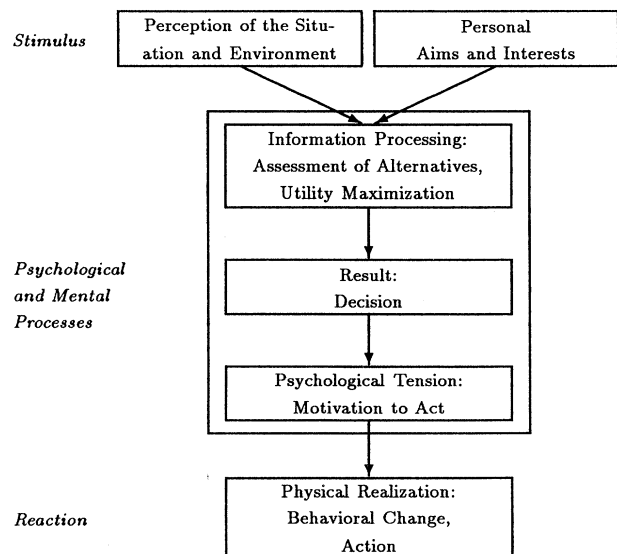 Stimulus
Perception of the Situ-
ation and Environment
Personal
Aims and Interests
Information Processing:
Assessment of Alternatives,
Utility Maximization
Psychological
and Mental
Processes
Result:
Decision
Psychological Tension:
Motivation to Act
Reaction
Physical Realization:
Behavioral Change,
Action